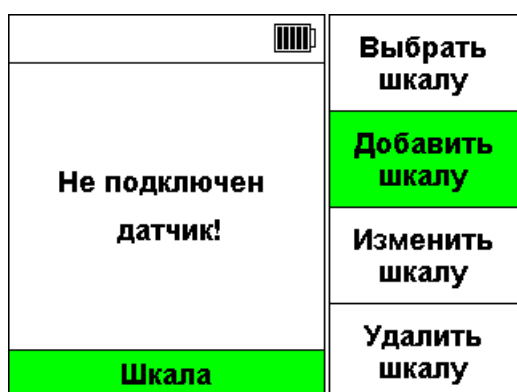 Не подключен
датчик!
Шкала
Выбрать
шкалу
Добавить
шкалу
Изменить
шкалу
Удалить
шкалу